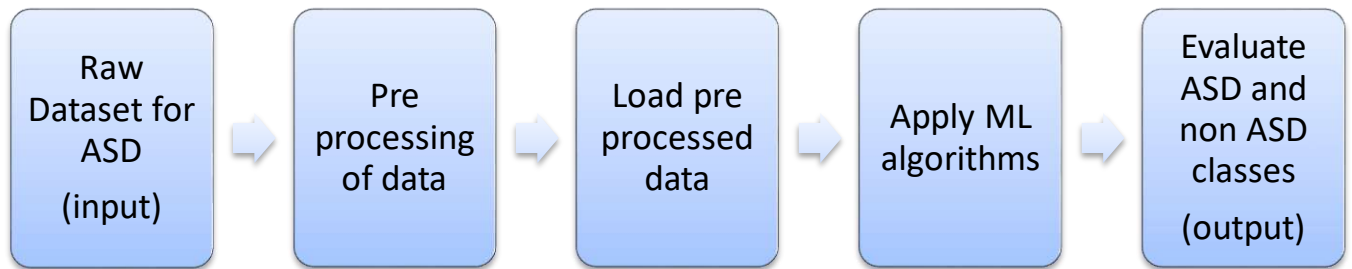 Raw
Dataset for
ASD
(input)
Pre
processing
of data
Load pre
processed
data
Apply ML
algorithms
Evaluate
ASD and
non ASD
classes
(output)